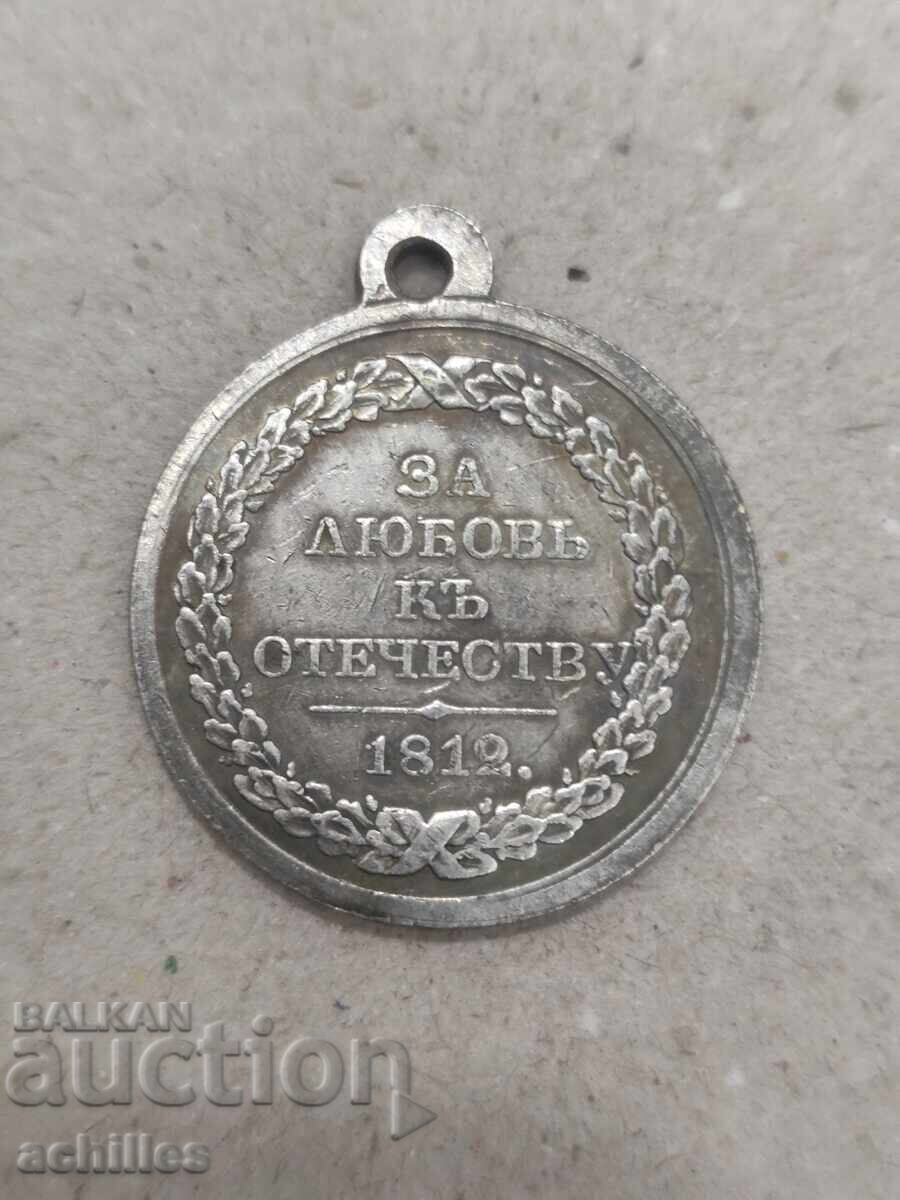 ЗА
ЛЮБОВЬ
КЪ
ОТЕЧЕСТВУ
1812.
BALKAN
auction
achilles